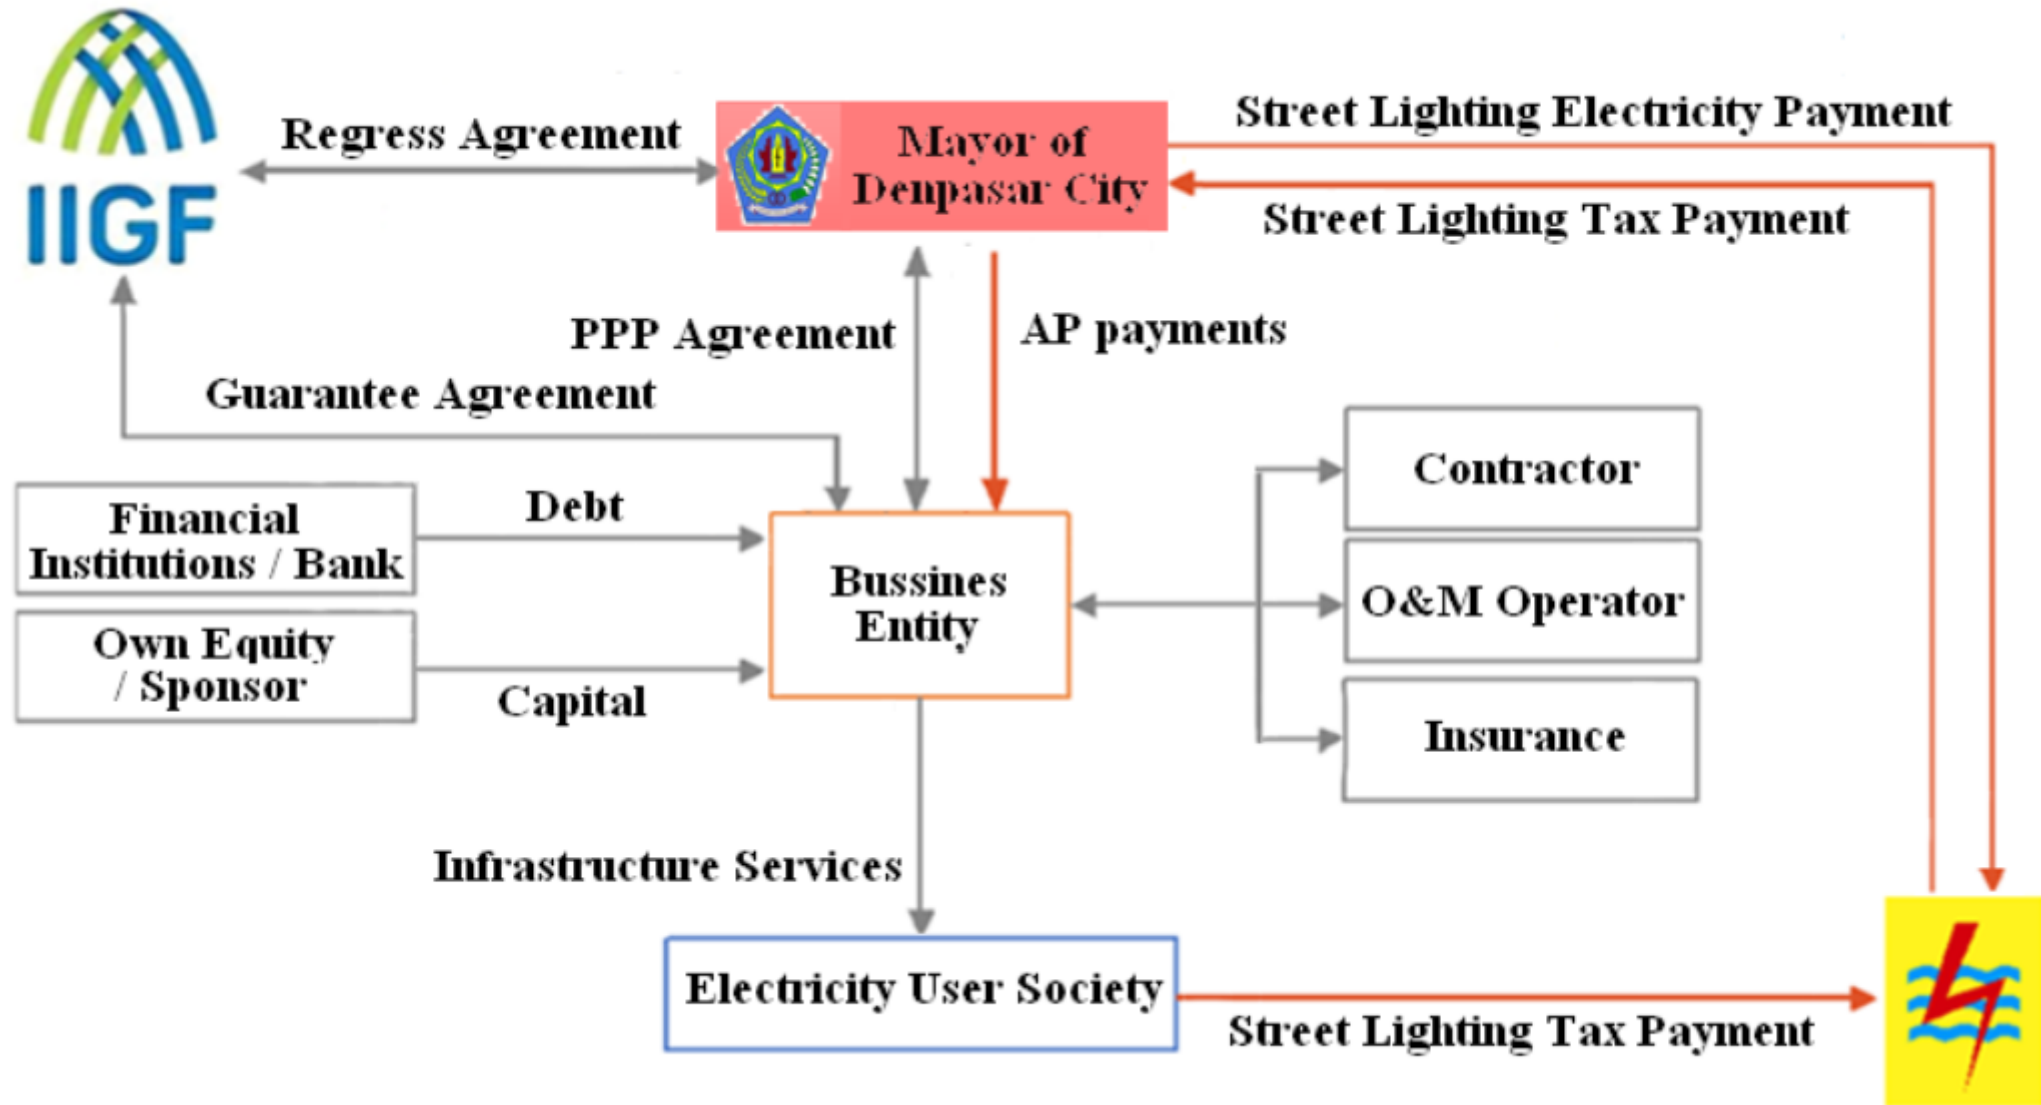 IIGF
Regress Agreement
Mayor of
Denpasar City
Street Lighting Electricity Payment
Street Lighting Tax Payment
PPP Agreement
AP payments
Guarantee Agreement
Financial
Institutions / Bank
Debt
Own Equity
/ Sponsor
Capital
Bussines
Entity
Contractor
O&M Operator
Insurance
Infrastructure Services
Electricity User Society
Street Lighting Tax Payment